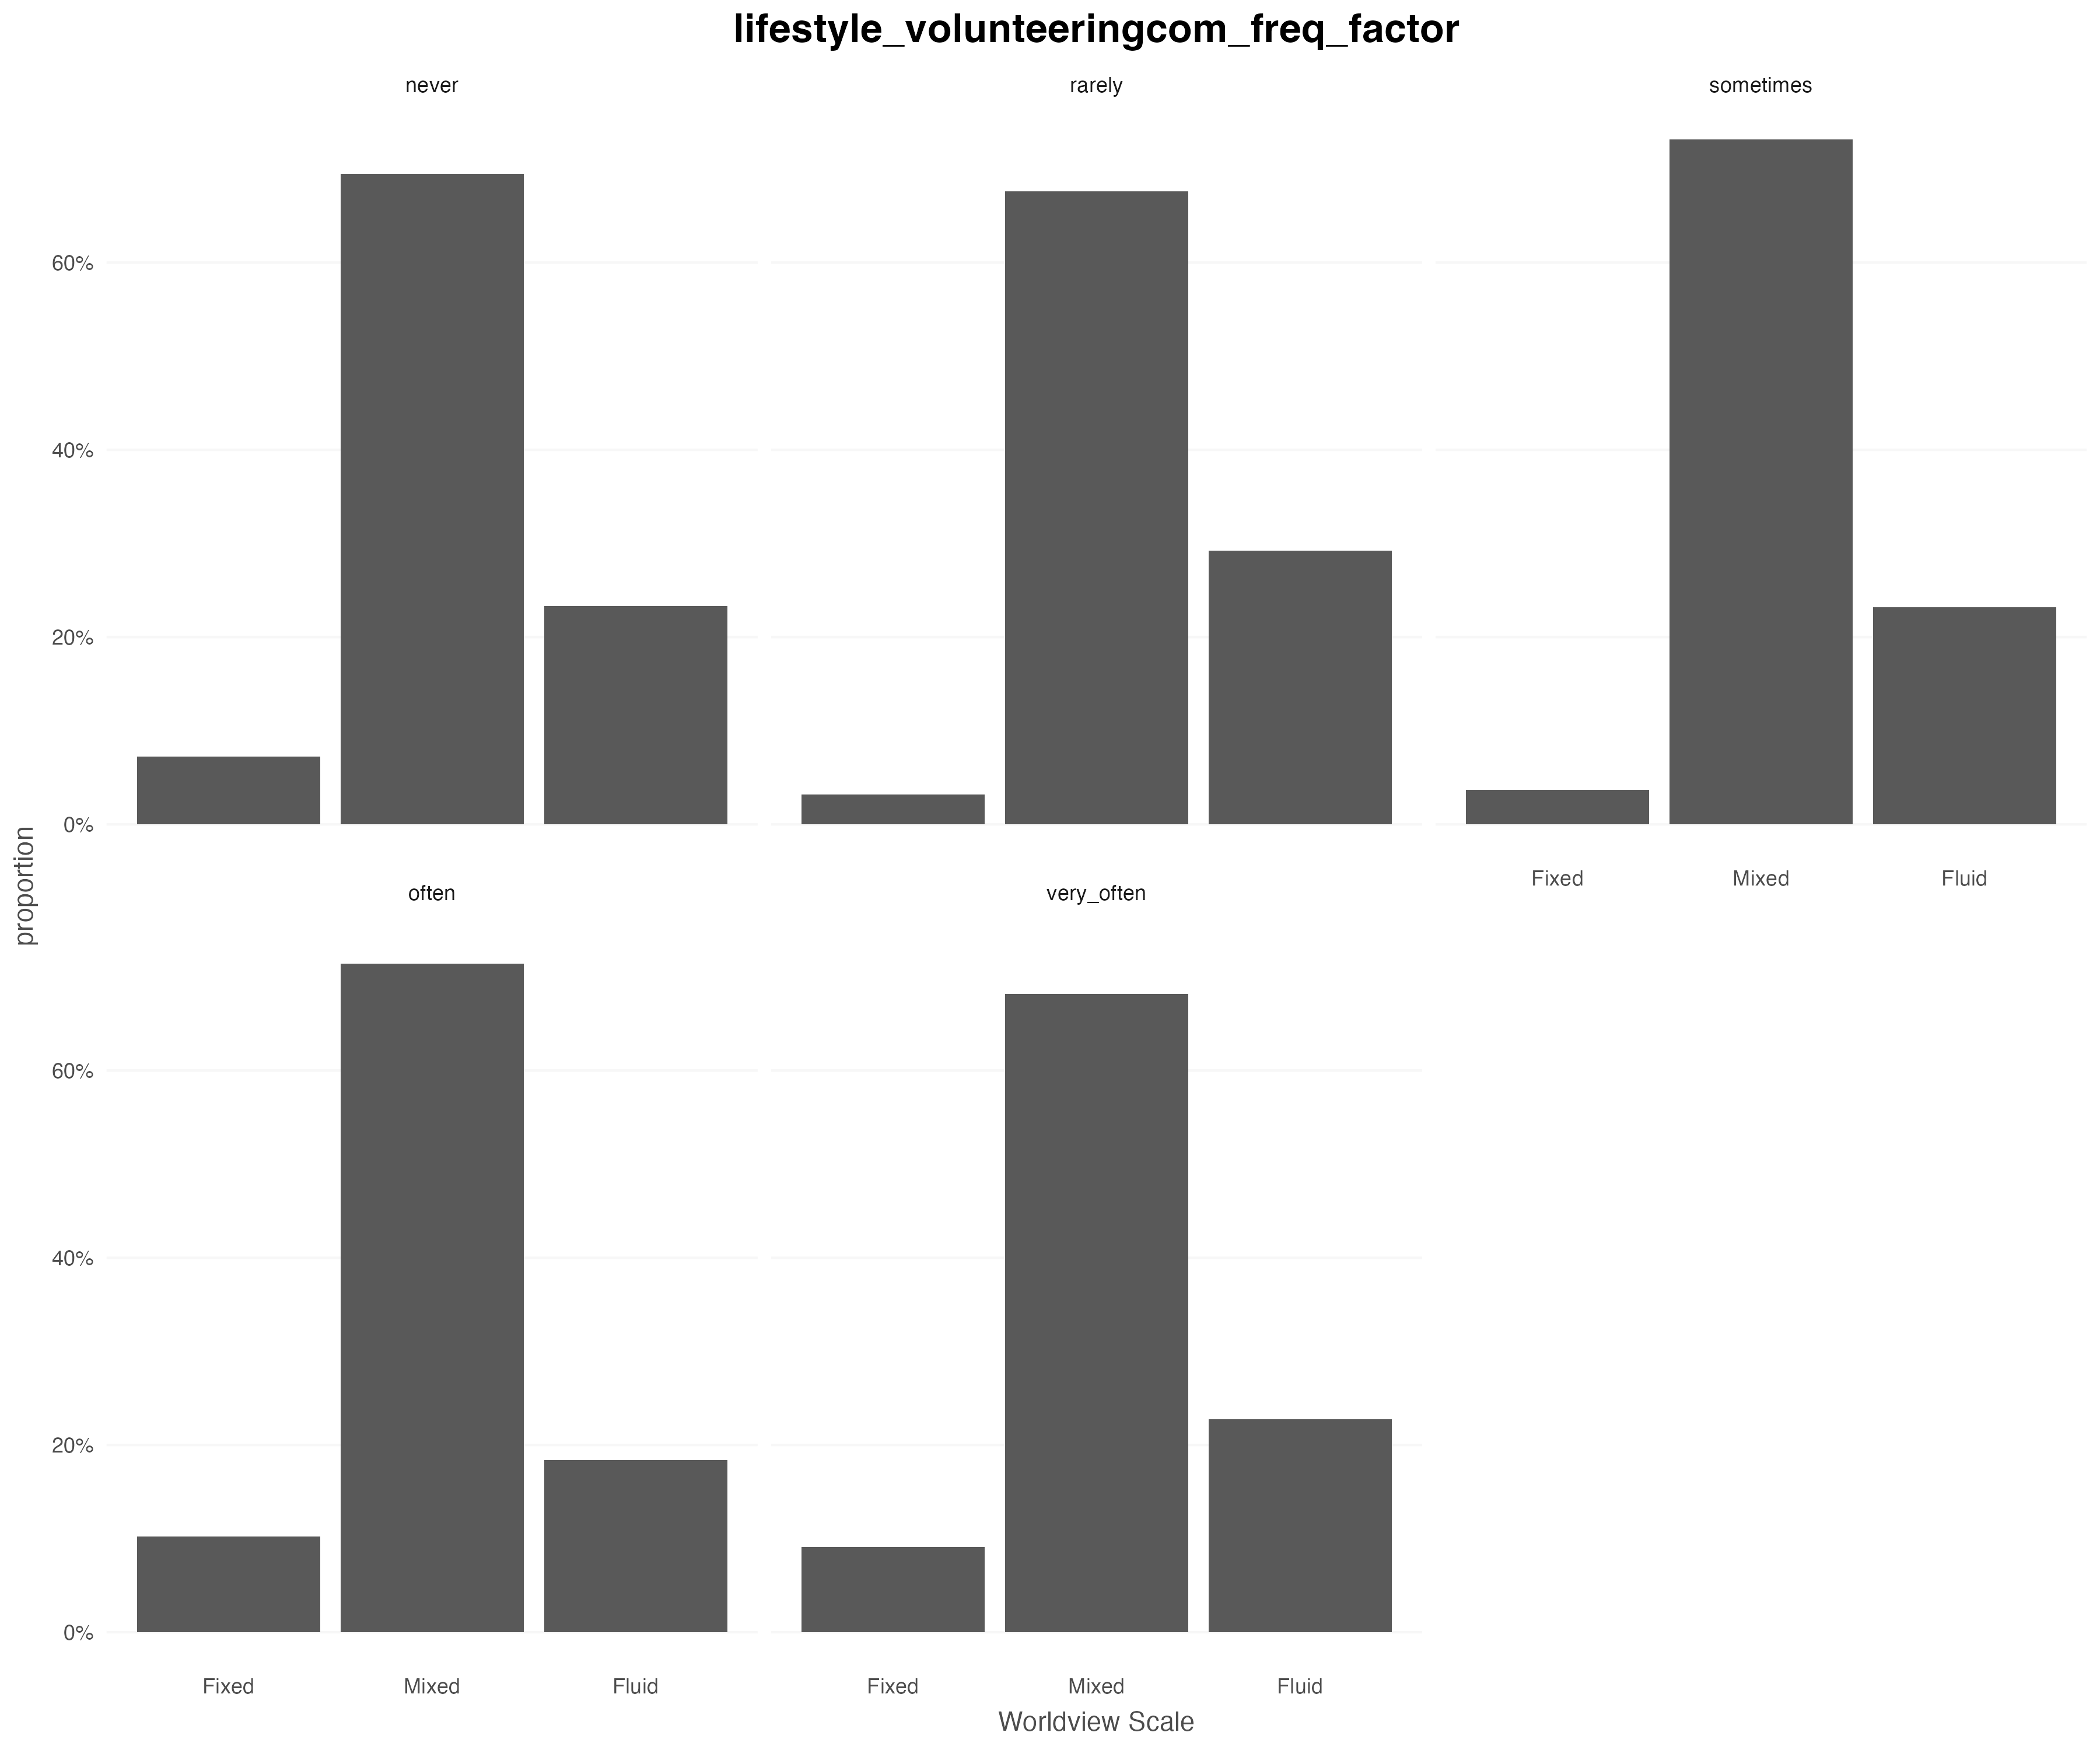 lifestyle_volunteeringcom_freq_factor
never
rarely
sometimes
60%
40%
20%
0%
Fixed
Mixed
Fluid
proportion
often
very_often
60%
40%
20%
0%
Fixed
Mixed
Fluid
Fixed
Mixed
Fluid
Worldview Scale